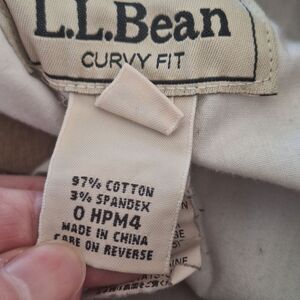 L.L.Bean
CURVY FIT
97% COTTON
3% SPANDEX
0 HPM4
MADE IN CHINA
CARE ON REVERSE